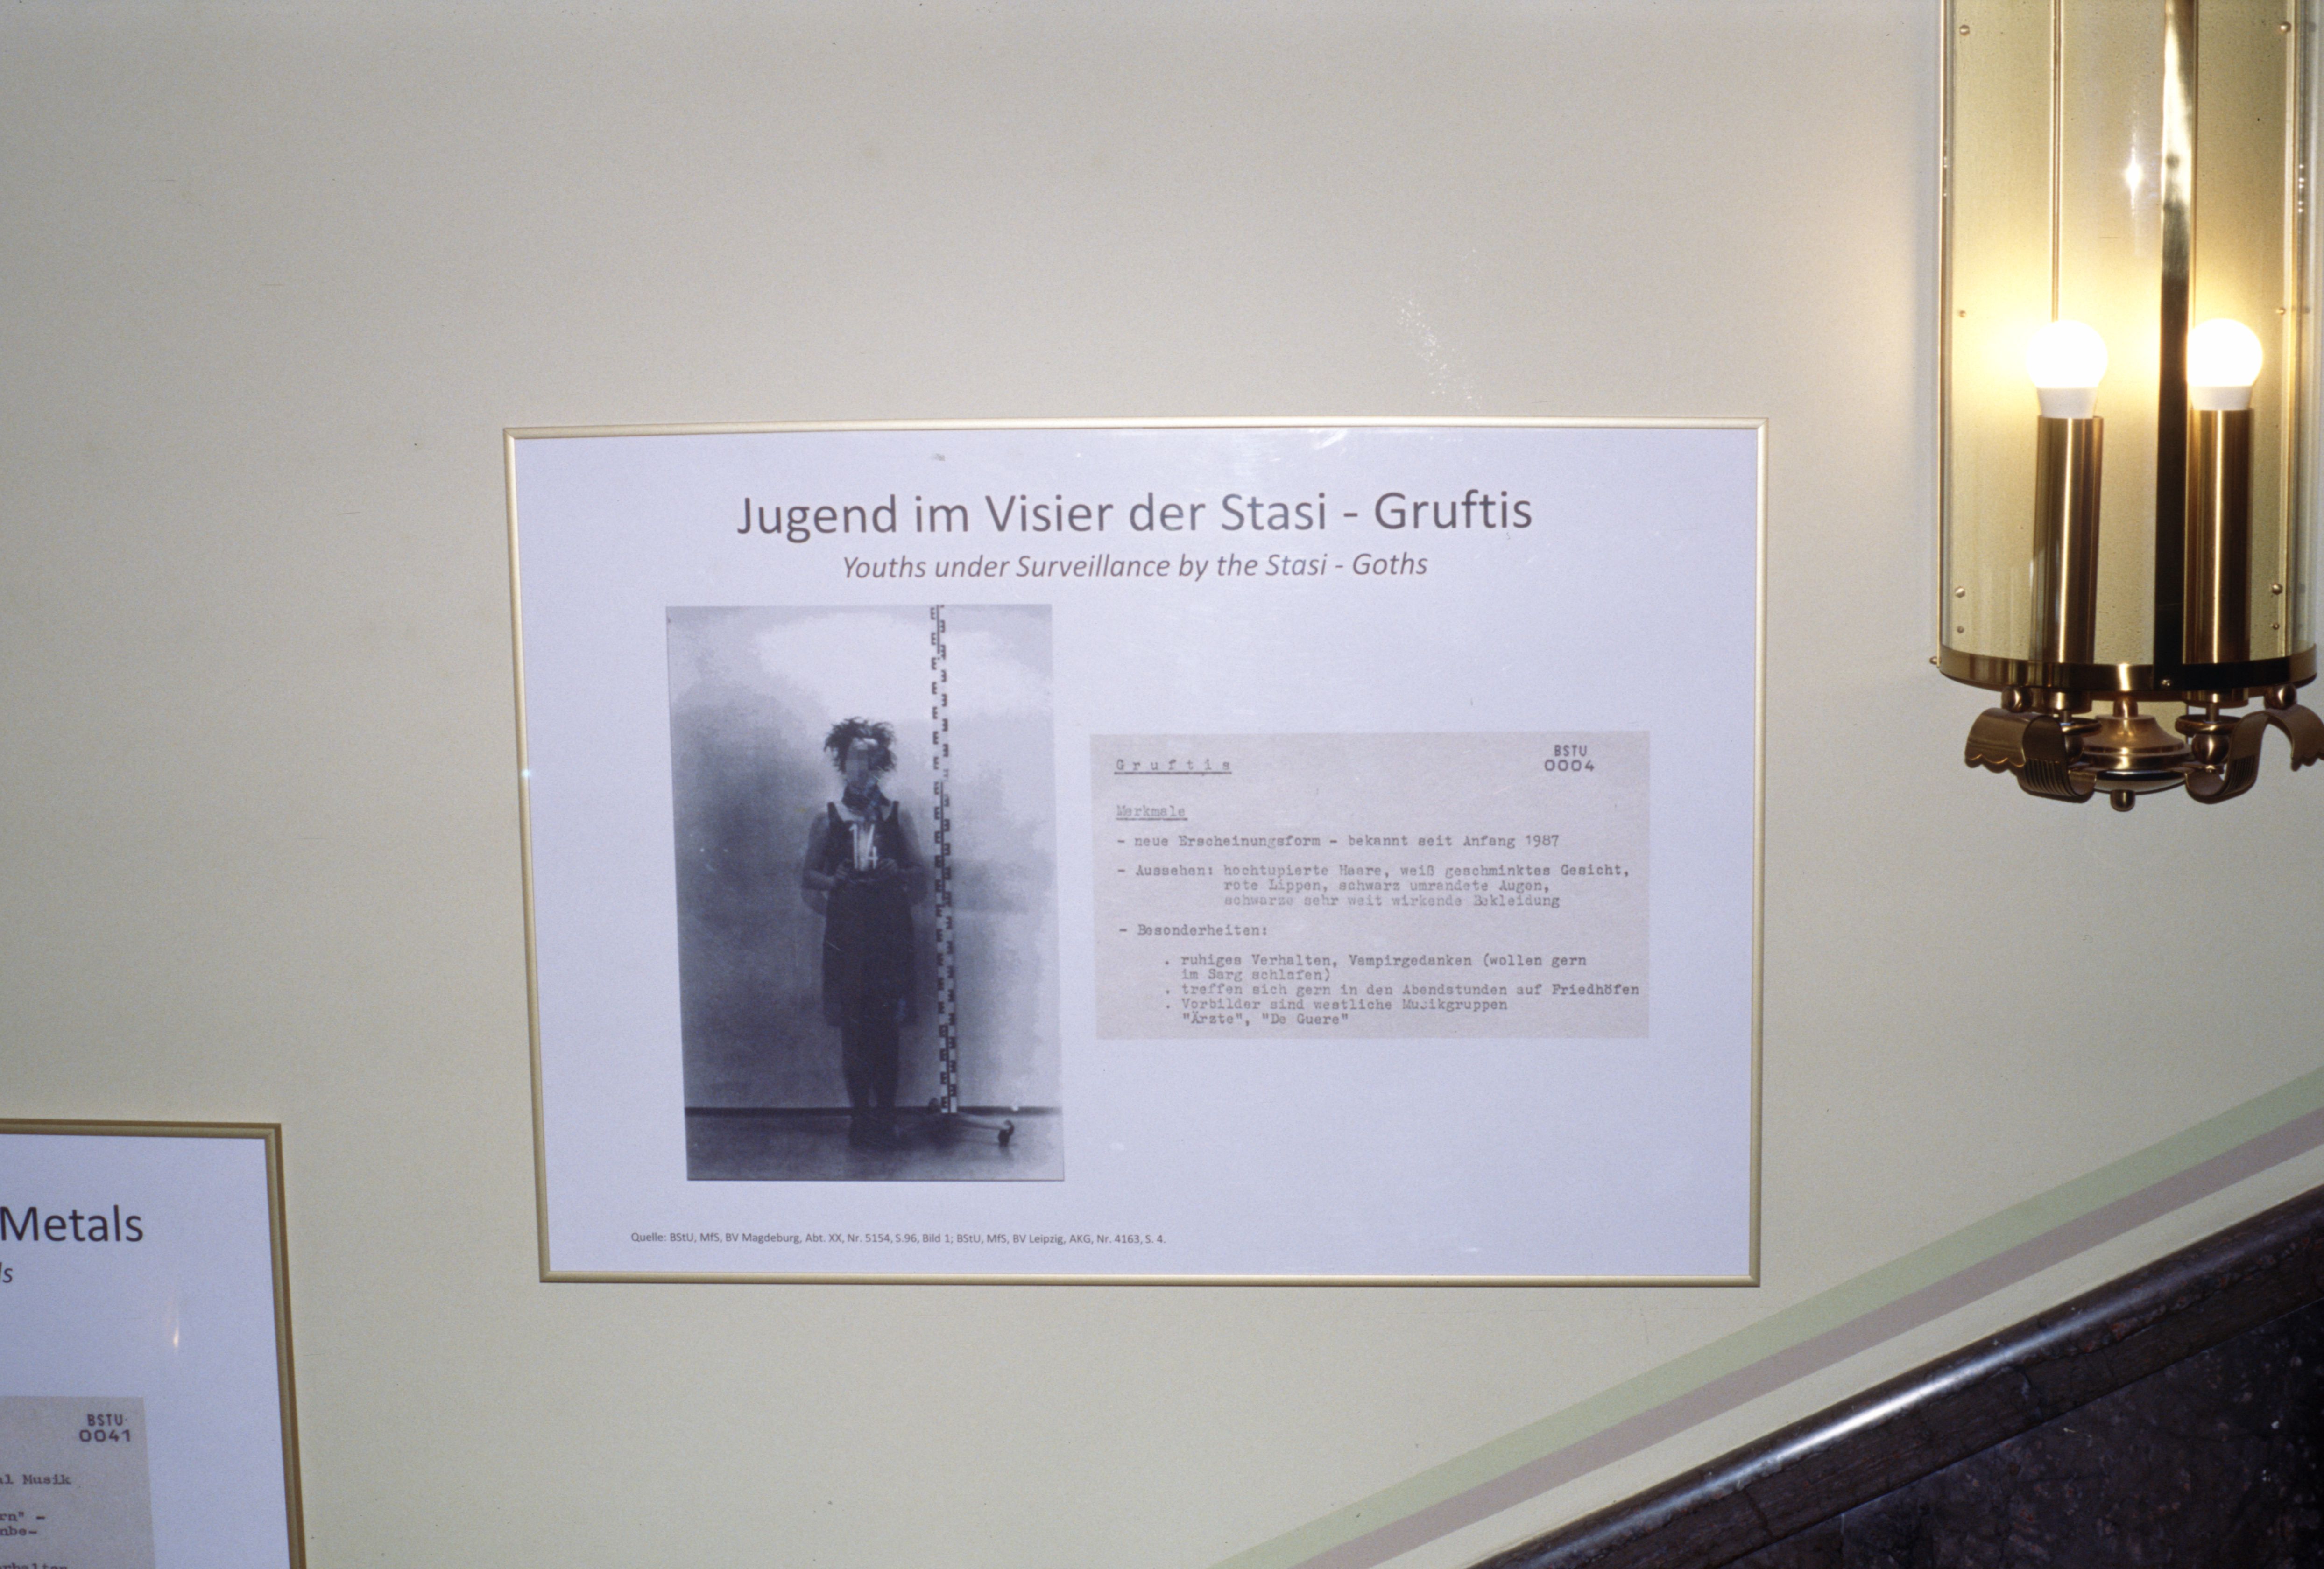 Jugend im Visier der Stasi - Gruftis
Youths under Surveillance by the Stasi - Goths
14
Gruftis
BSTU
0004
Merkmale
- neue Erscheinungsform - bekannt seit Anfang 1987
- Aussehen: hochtupierte Haare, weiß geschminktes Gesicht,
rote Lippen, schwarz umrandete Augen,
schwarze sehr weit wirkende Bekleidung
- Besonderheiten:
. ruhiges Verhalten, Vampirgedanken (wollen gern
im Sarg schlafen)
. treffen sich gern in den Abendstunden auf Friedhöfen
. Vorbilder sind westliche Musikgruppen
"Ärzte", "De Guere"
Quelle: BStU, MfS, BV Magdeburg, Abt. XX, Nr. 5154, S.96, Bild 1; BStU, MfS, BV Leipzig, AKG, Nr. 4163, S. 4.
Metals
ls
BSTU
0041
al Musik
rn" -
nbe-